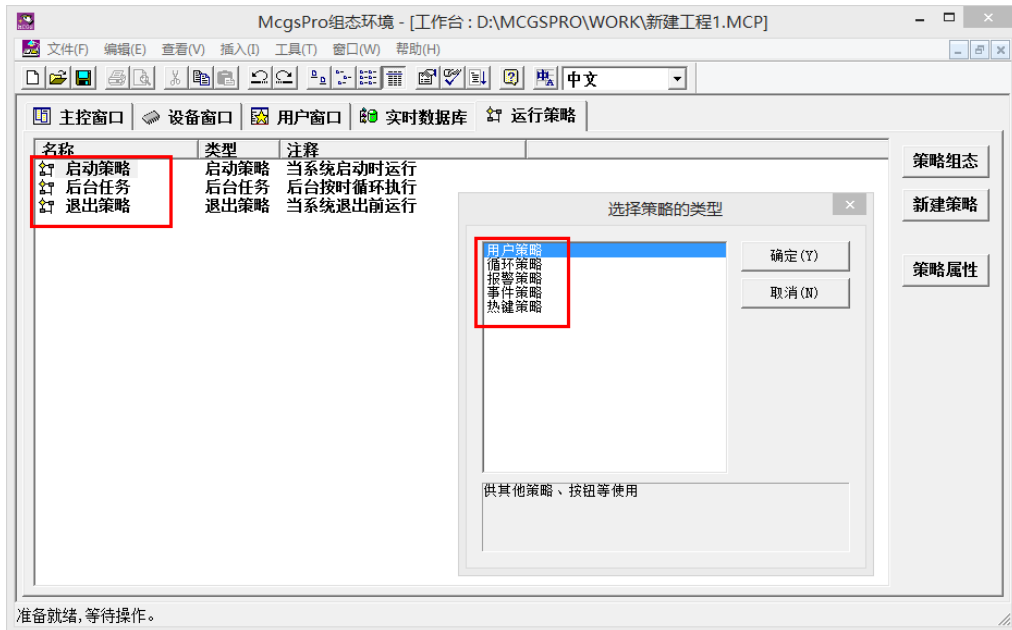 McgsPro组态环境 - [工作台 : D:\MCGSPRO\WORK\新建工程1.MCP]
文件(F) 编辑(E) 查看(V) 插入(I) 工具(T) 窗口(W) 帮助(H)
中文
主控窗口 设备窗口 用户窗口 实时数据库 运行策略
名称 类型 注释
启动策略 启动策略 当系统启动时运行
后台任务 后台任务 后台按时循环执行
退出策略 退出策略 当系统退出前运行
策略组态
新建策略
策略属性
选择策略的类型
用户策略
循环策略
报警策略
事件策略
热键策略
确定(Y)
取消(N)
供其他策略、按钮等使用
准备就绪,等待操作。